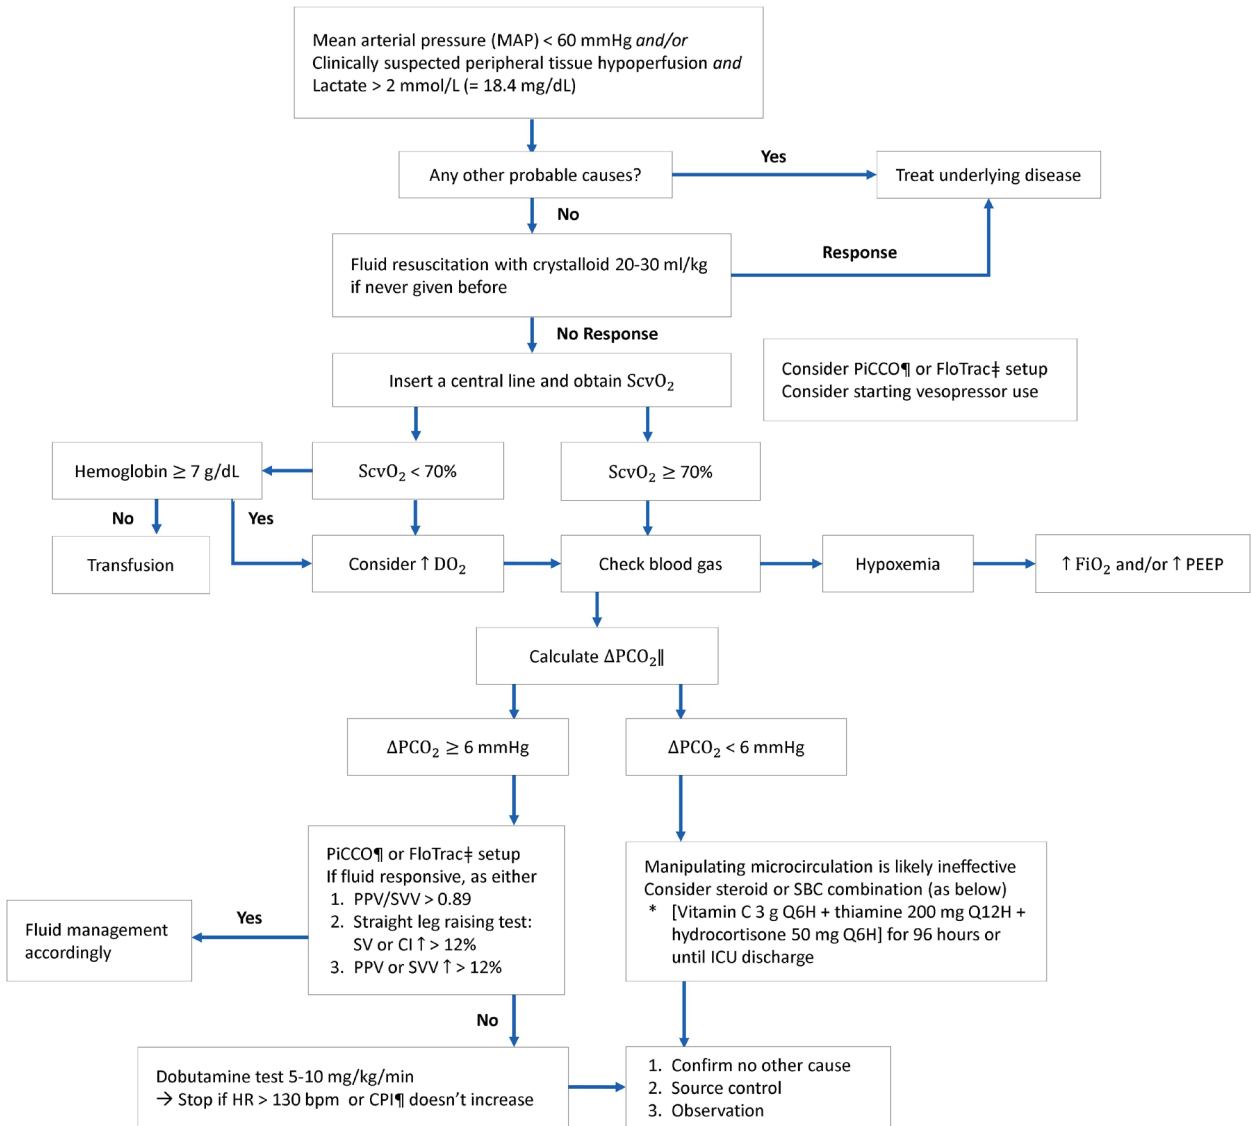 Mean arterial pressure (MAP) < 60 mmHg and/or
Clinically suspected peripheral tissue hypoperfusion and
Lactate > 2 mmol/L (= 18.4 mg/dL)
Any other probable causes?
Yes
Treat underlying disease
No
Fluid resuscitation with crystalloid 20-30 ml/kg
if never given before
Response
No Response
Insert a central line and obtain ScvO₂
Consider PiCCO¶ or FloTrac‡ setup
Consider starting vesopressor use
Hemoglobin ≥ 7 g/dL
ScvO₂ < 70%
ScvO₂ ≥ 70%
No
Yes
Transfusion
Consider ↑ DO₂
Check blood gas
Hypoxemia
↑ FiO₂ and/or ↑ PEEP
Calculate ΔPCO₂‖
ΔPCO₂ ≥ 6 mmHg
ΔPCO₂ < 6 mmHg
PiCCO¶ or FloTrac‡ setup
If fluid responsive, as either
1. PPV/SVV > 0.89
2. Straight leg raising test:
SV or CI ↑ > 12%
3. PPV or SVV ↑ > 12%
Yes
Fluid management
accordingly
Manipulating microcirculation is likely ineffective
Consider steroid or SBC combination (as below)
* [Vitamin C 3 g Q6H + thiamine 200 mg Q12H +
hydrocortisone 50 mg Q6H] for 96 hours or
until ICU discharge
No
Dobutamine test 5-10 mg/kg/min
→ Stop if HR > 130 bpm or CPI¶ doesn't increase
1. Confirm no other cause
2. Source control
3. Observation